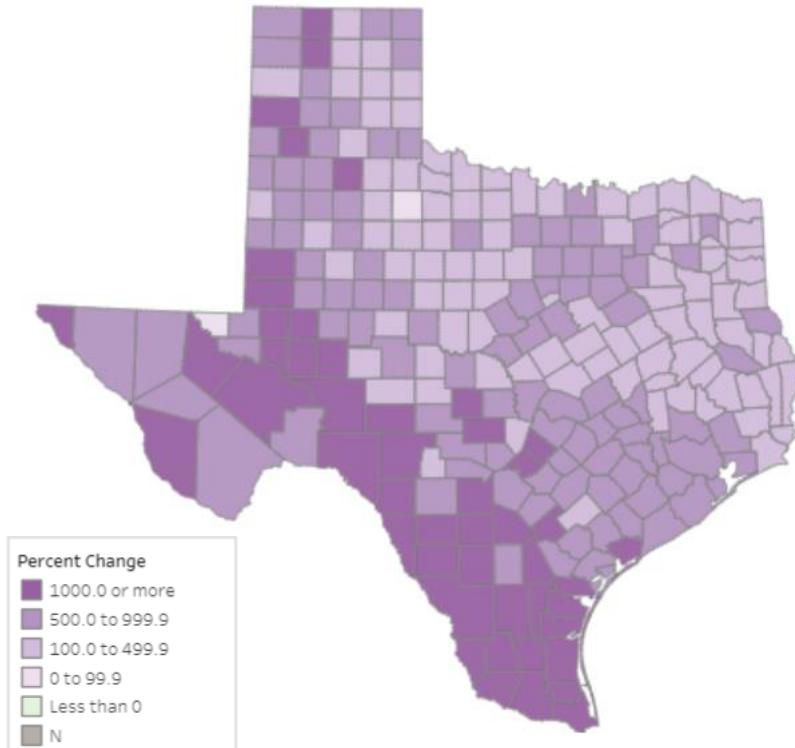 Percent Change
1000.0 or more
500.0 to 999.9
100.0 to 499.9
0 to 99.9
Less than 0
N